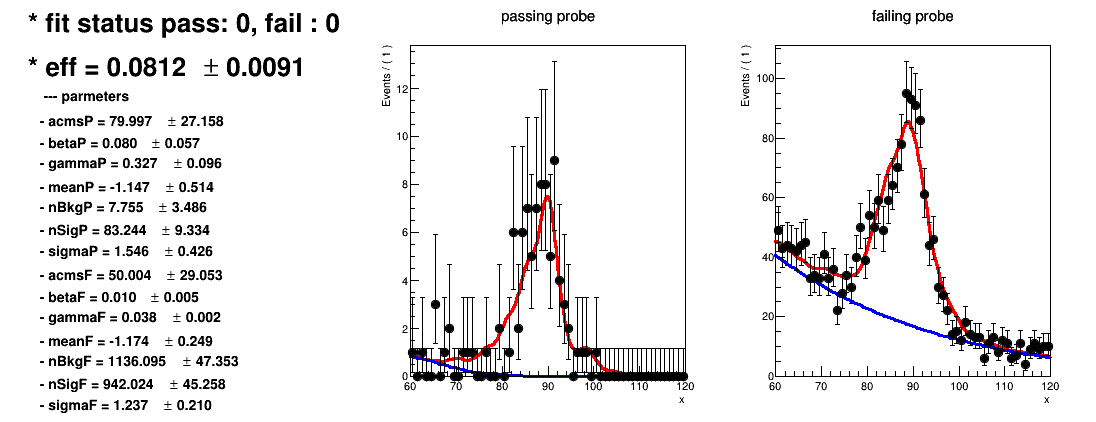 * fit status pass: 0, fail : 0
* eff = 0.0812 ± 0.0091
--- parmeters
- acmsP = 79.997 ± 27.158
- betaP = 0.080 ± 0.057
- gammaP = 0.327 ± 0.096
- meanP = -1.147 ± 0.514
- nBkgP = 7.755 ± 3.486
- nSigP = 83.244 ± 9.334
- sigmaP = 1.546 ± 0.426
- acmsF = 50.004 ± 29.053
- betaF = 0.010 ± 0.005
- gammaF = 0.038 ± 0.002
- meanF = -1.174 ± 0.249
- nBkgF = 1136.095 ± 47.353
- nSigF = 942.024 ± 45.258
- sigmaF = 1.237 ± 0.210
passing probe
Events / ( 1 )
12
10
8
6
4
2
0
60 70 80 90 100 110 120
x
failing probe
Events / ( 1 )
100
80
60
40
20
0
60 70 80 90 100 110 120
x